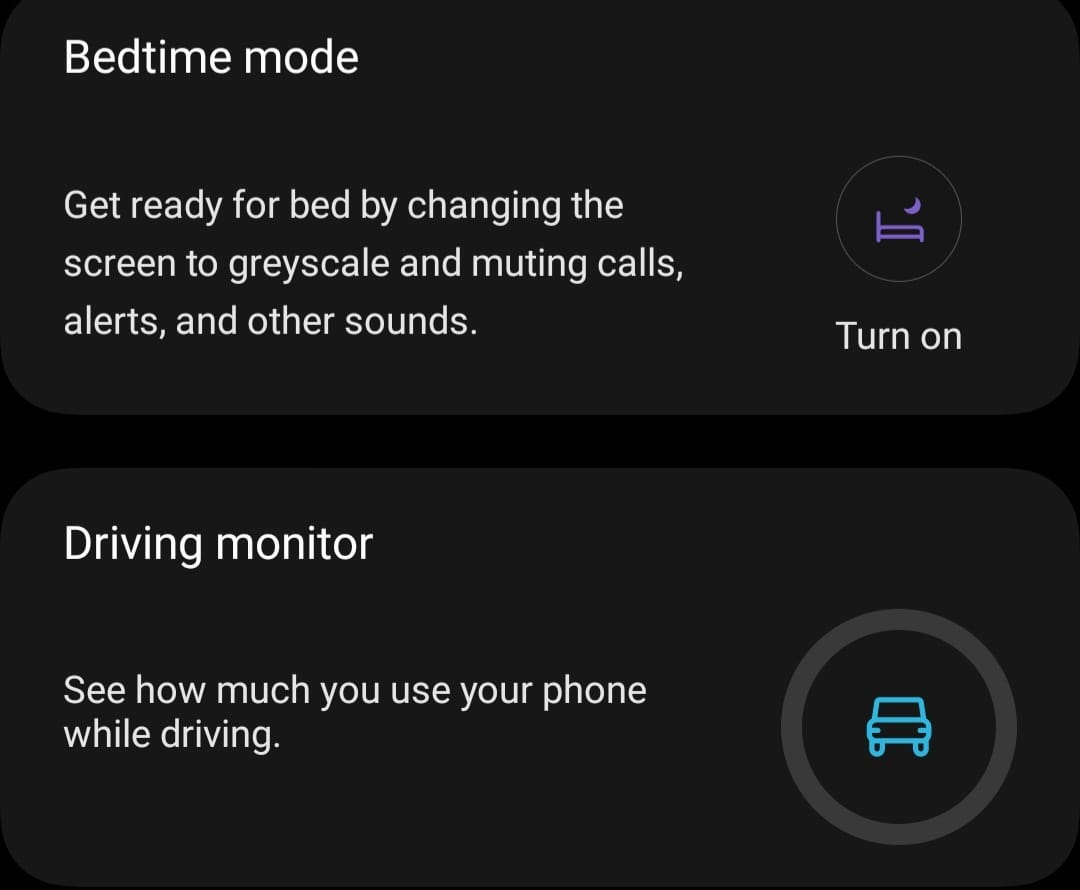 Bedtime mode
Get ready for bed by changing the
screen to greyscale and muting calls,
alerts, and other sounds.
Turn on
Driving monitor
See how much you use your phone
while driving.